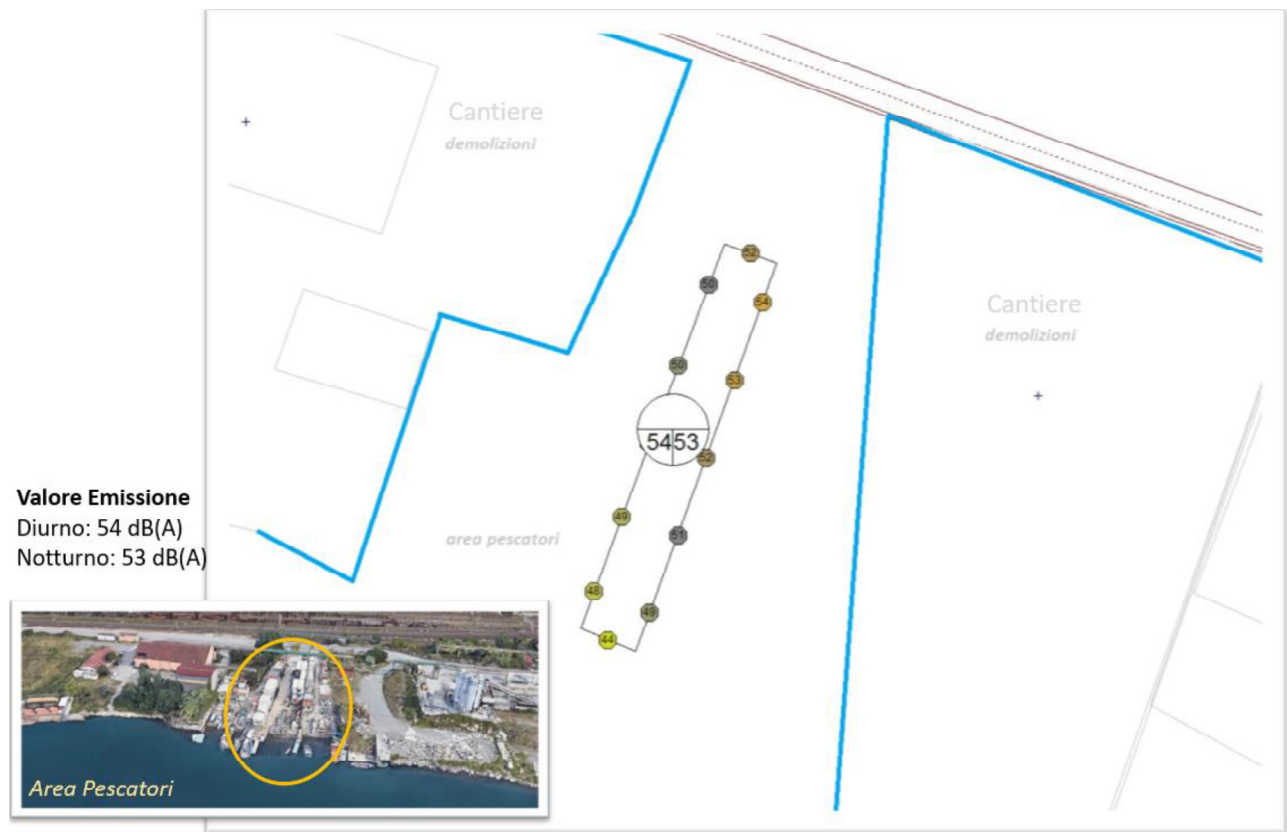 Cantiere
demolizioni
52
50
54
Cantiere
demolizioni
50
53
54 53
52
Valore Emissione
Diurno: 54 dB(A)
Notturno: 53 dB(A)
49
area pescatori
51
48
49
44
Area Pescatori